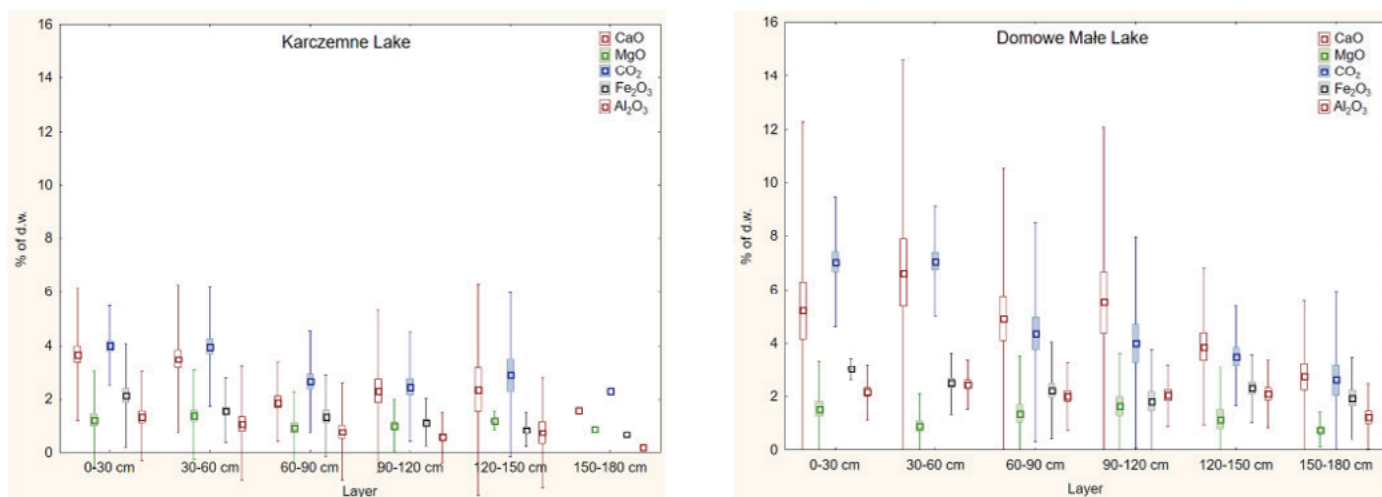 Karczemne Lake
CaO
MgO
CO₂
Fe₂O₃
Al₂O₃
16
14
12
10
8
6
4
2
0
% of d.w.
0-30 cm
30-60 cm
60-90 cm
90-120 cm
120-150 cm
150-180 cm
Layer
Domowe Małe Lake
CaO
MgO
CO₂
Fe₂O₃
Al₂O₃
16
14
12
10
8
6
4
2
0
% of d.w.
0-30 cm
30-60 cm
60-90 cm
90-120 cm
120-150 cm
150-180 cm
Layer